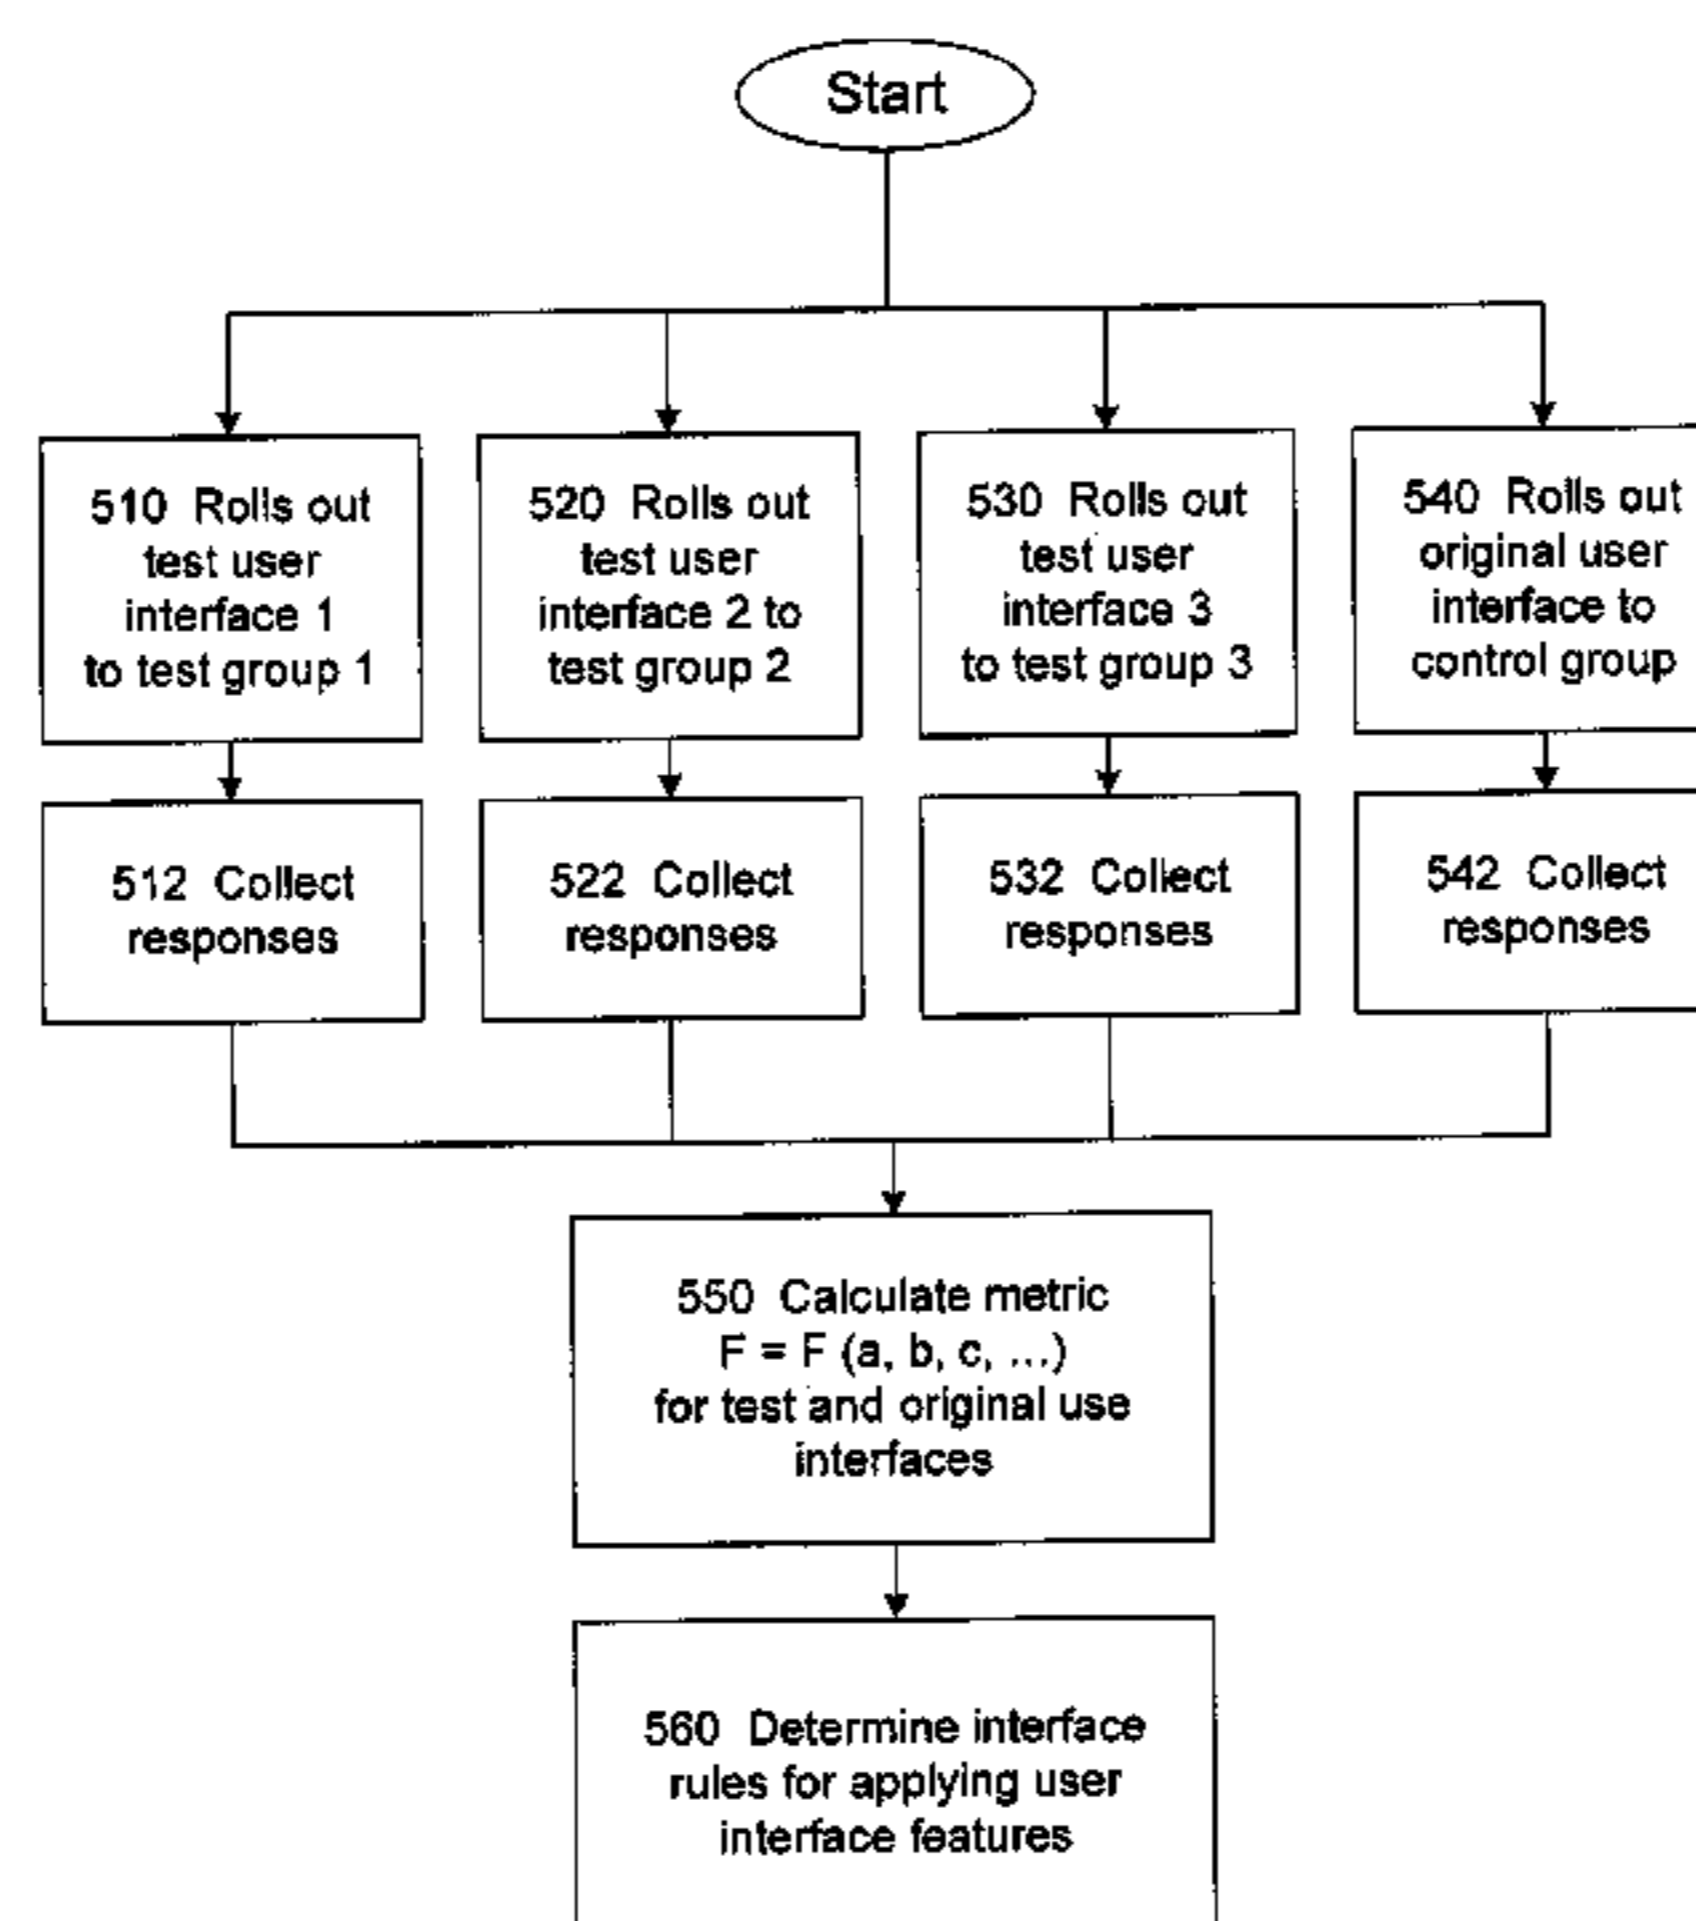 Start
510 Rolls out
test user
interface 1
to test group 1
520 Rolls out
test user
interface 2 to
test group 2
530 Rolls out
test user
interface 3
to test group 3
540 Rolls out
original user
interface to
control group
512 Collect
responses
522 Collect
responses
532 Collect
responses
542 Collect
responses
550 Calculate metric
F = F (a, b, c, ...)
for test and original use
interfaces
560 Determine interface
rules for applying user
interface features